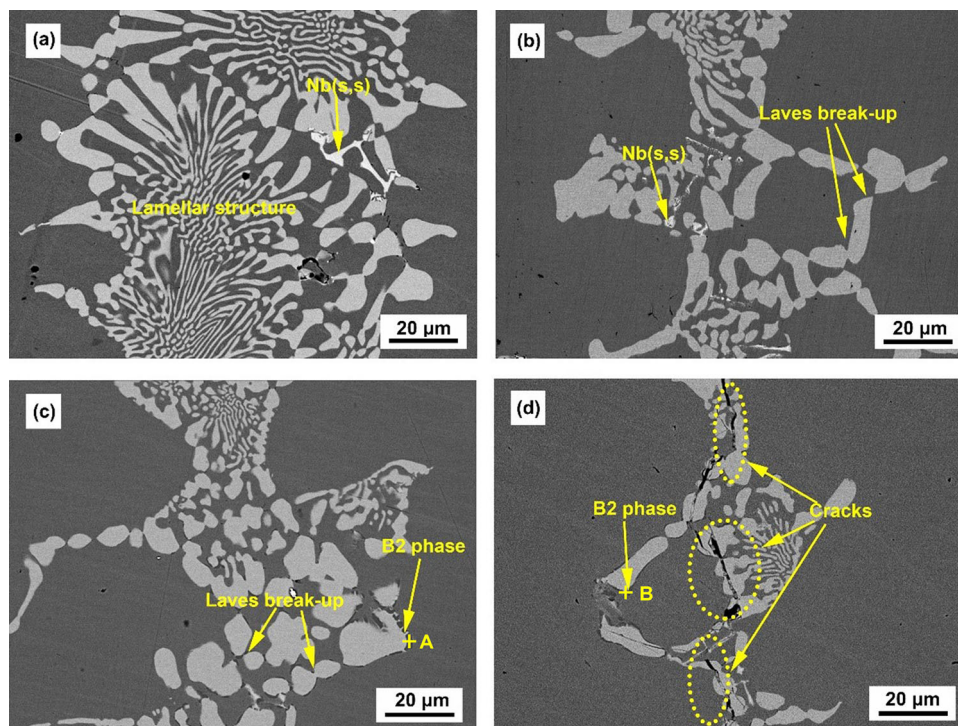 (a)
Nb(s,s)
Lamellar structure
20 µm
(b)
Laves break-up
Nb(s,s)
20 µm
(c)
B2 phase
Laves break-up
A
20 µm
(d)
B2 phase
Cracks
B
20 µm